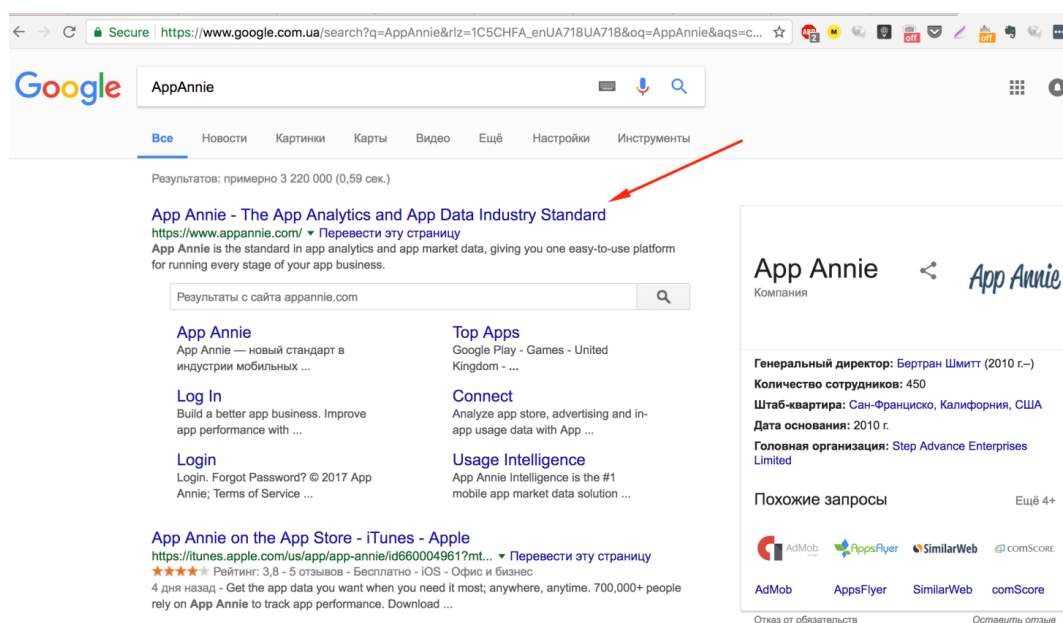 Secure https://www.google.com.ua/search?q=AppAnnie&rlz=1C5CHFA_enUA718UA718&oq=AppAnnie&aqs=c...
ABP
2
M
off
off
Google
AppAnnie
Все Новости Картинки Карты Видео Ещё Настройки Инструменты
Результатов: примерно 3 220 000 (0,59 сек.)
App Annie - The App Analytics and App Data Industry Standard
https://www.appannie.com/ Перевести эту страницу
App Annie is the standard in app analytics and app market data, giving you one easy-to-use platform
for running every stage of your app business.
Результаты с сайта appannie.com
App Annie
App Annie — новый стандарт в
индустрии мобильных ...
Top Apps
Google Play - Games - United
Kingdom - ...
Log In
Build a better app business. Improve
app performance with ...
Connect
Analyze app store, advertising and in-
app usage data with App ...
Login
Login. Forgot Password? © 2017 App
Annie; Terms of Service ...
Usage Intelligence
App Annie Intelligence is the #1
mobile app market data solution ...
App Annie on the App Store - iTunes - Apple
https://itunes.apple.com/us/app/app-annie/id660004961?mt... Перевести эту страницу
Рейтинг: 3,8 - 5 отзывов - Бесплатно - iOS - Офис и бизнес
4 дня назад - Get the app data you want when you need it most; anywhere, anytime. 700,000+ people
rely on App Annie to track app performance. Download ...
App Annie
Компания
App Annie
Генеральный директор: Бертран Шмитт (2010 г.–)
Количество сотрудников: 450
Штаб-квартира: Сан-Франциско, Калифорния, США
Дата основания: 2010 г.
Головная организация: Step Advance Enterprises
Limited
Похожие запросы Ещё 4+
AdMob AppsFlyer SimilarWeb comSCORE
AdMob AppsFlyer SimilarWeb comScore
Отказ от обязательств Оставить отзыв